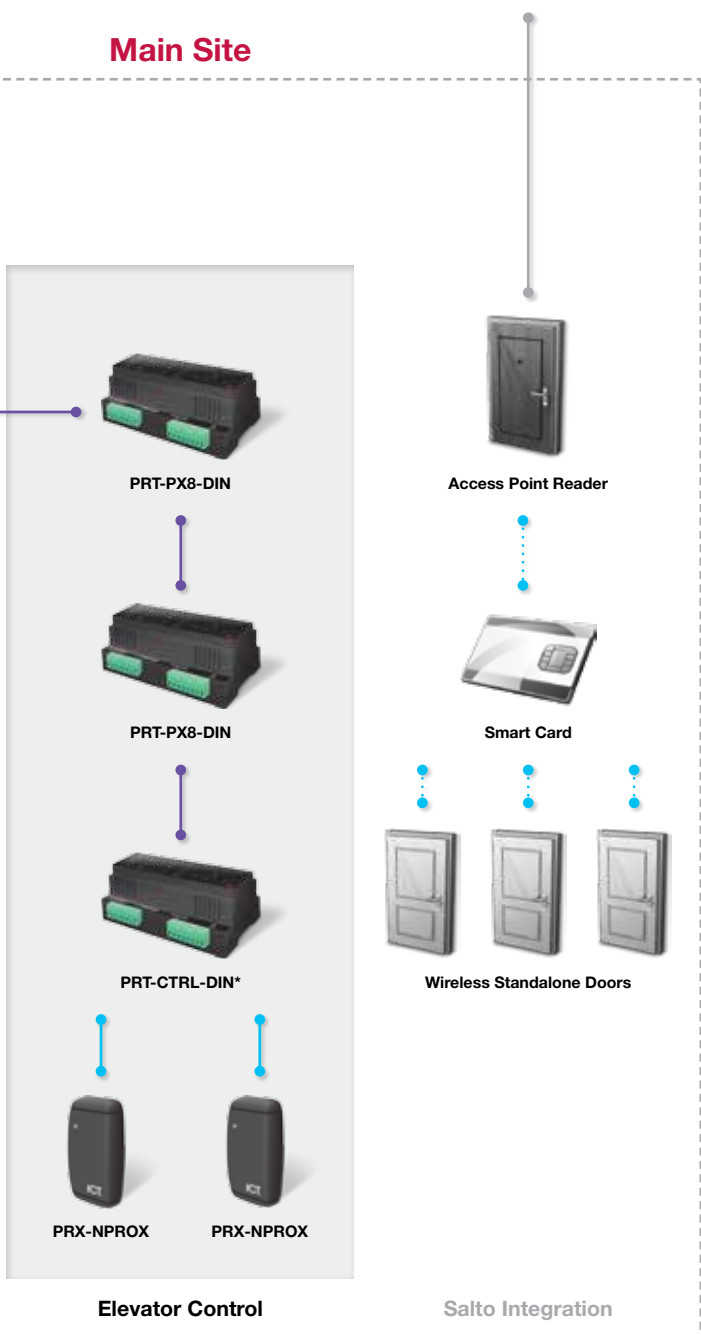 Main Site
PRT-PX8-DIN
PRT-PX8-DIN
PRT-CTRL-DIN*
ICT
ICT
PRX-NPROX
PRX-NPROX
Elevator Control
Access Point Reader
Smart Card
Wireless Standalone Doors
Salto Integration